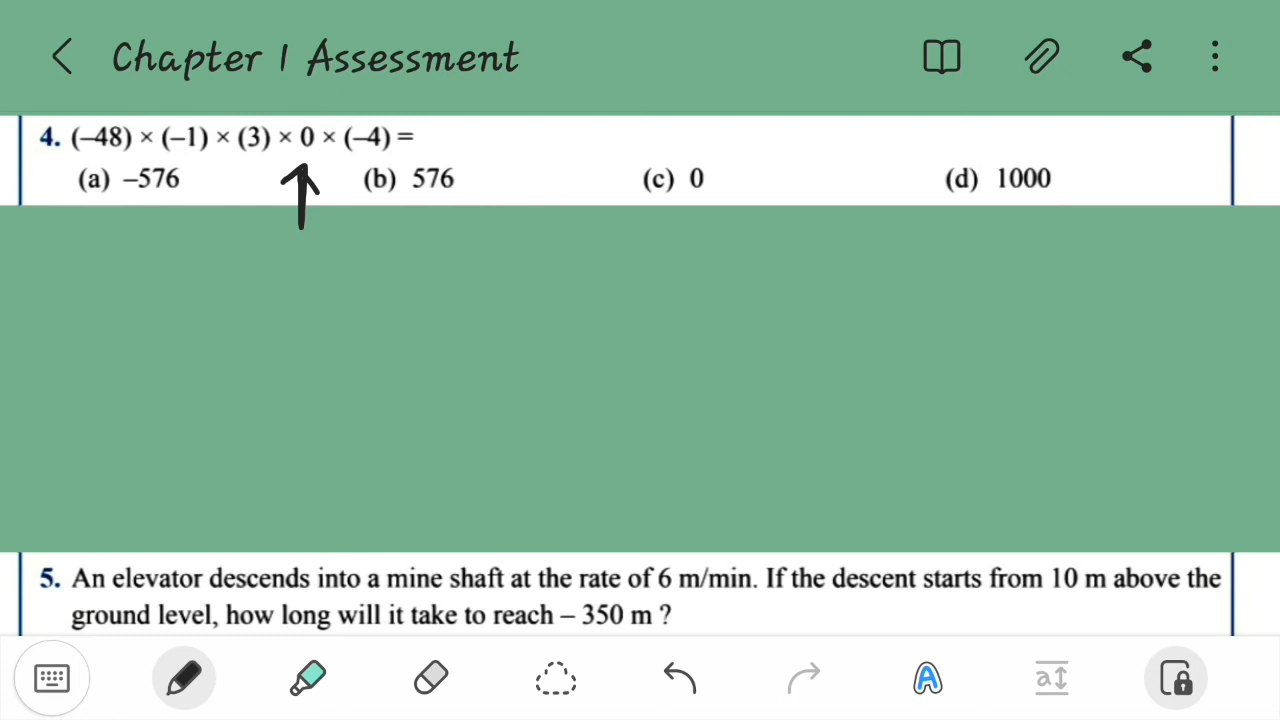 Chapter 1 Assessment
4. (–48) × (–1) × (3) × 0 × (–4) =
(a) –576 (b) 576 (c) 0 (d) 1000
5. An elevator descends into a mine shaft at the rate of 6 m/min. If the descent starts from 10 m above the
ground level, how long will it take to reach – 350 m ?
A a